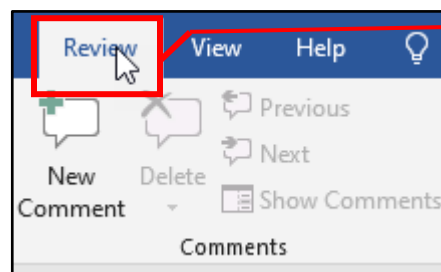 Review View Help
Previous
Next
New Comment
Delete
Show Comments
Comments